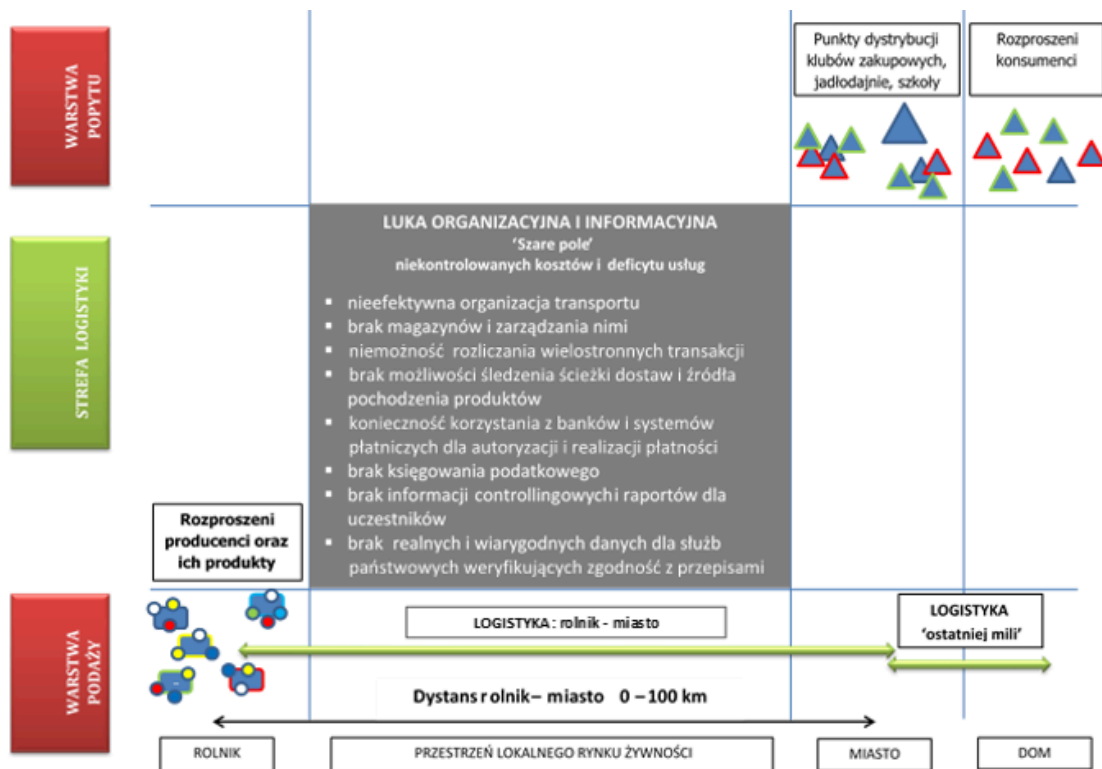 WARSTWA
POPYTU
Punkty dystrybucji
klubów zakupowych,
jadłodajnie, szkoły
Rozproszeni
konsumenci
STREFA LOGISTYKI
LUKA ORGANIZACYJNA I INFORMACYJNA
'Szare pole'
niekontrolowanych kosztów i deficytu usług
▪ nieefektywna organizacja transportu
▪ brak magazynów i zarządzania nimi
▪ niemożność rozliczania wielostronnych transakcji
▪ brak możliwości śledzenia ścieżki dostaw i źródła
pochodzenia produktów
▪ konieczność korzystania z banków i systemów
płatniczych dla autoryzacji i realizacji płatności
▪ brak księgowania podatkowego
▪ brak informacji controllingowych i raportów dla
uczestników
▪ brak realnych i wiarygodnych danych dla służb
państwowych weryfikujących zgodność z przepisami
Rozproszeni
producenci oraz
ich produkty
WARSTWA
PODAŻY
LOGISTYKA: rolnik - miasto
LOGISTYKA
'ostatniej mili'
Dystans rolnik – miasto 0 – 100 km
ROLNIK
PRZESTRZEŃ LOKALNEGO RYNKU ŻYWNOŚCI
MIASTO
DOM